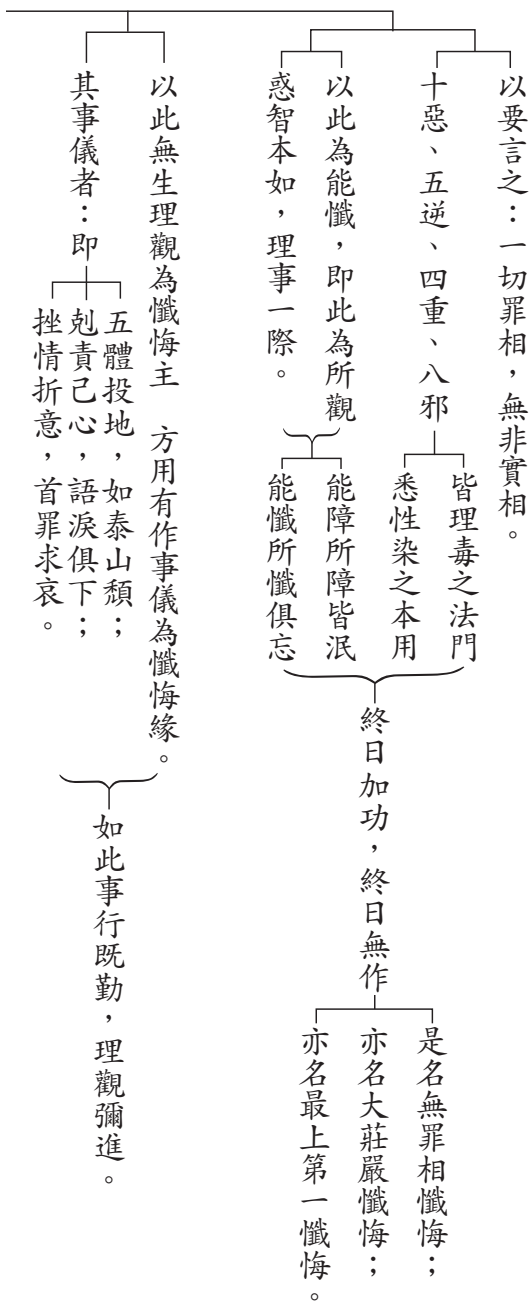 以要言之：一切罪相，無非實相。
十惡、五逆、四重、八邪
皆理毒之法門
悉性染之本用
以此為能懺，即此為所觀
惑智本如，理事一際。
能障所障皆泯
能懺所懺俱忘
終日加功，終日無作
是名無罪相懺悔；
亦名大莊嚴懺悔；
亦名最上第一懺悔。
以此無生理觀為懺悔主　方用有作事儀為懺悔緣。
其事儀者：即
五體投地，如泰山頹；
剋責己心，語淚俱下；
挫情折意，首罪求哀。
如此事行既勤，理觀彌進。